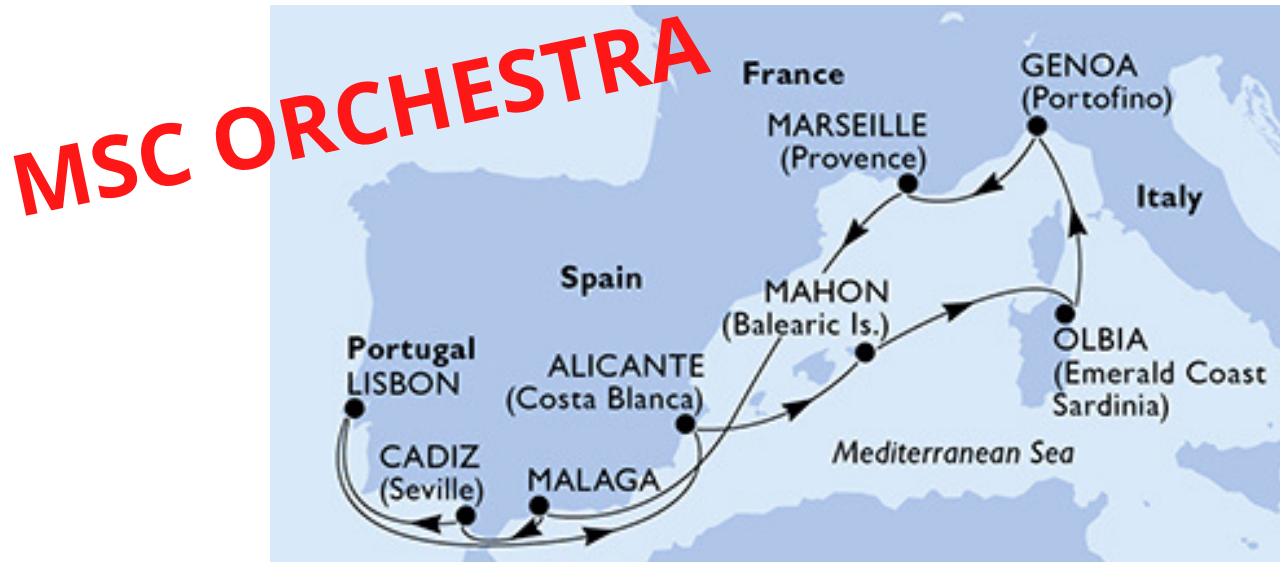 MSC ORCHESTRA
France
GENOA
(Portofino)
MARSEILLE
(Provence)
Italy
Spain
MAHON
(Balearic Is.)
Portugal
LISBON
ALICANTE
(Costa Blanca)
OLBIA
(Emerald Coast
Sardinia)
CADIZ
(Seville)
MALAGA
Mediterranean Sea